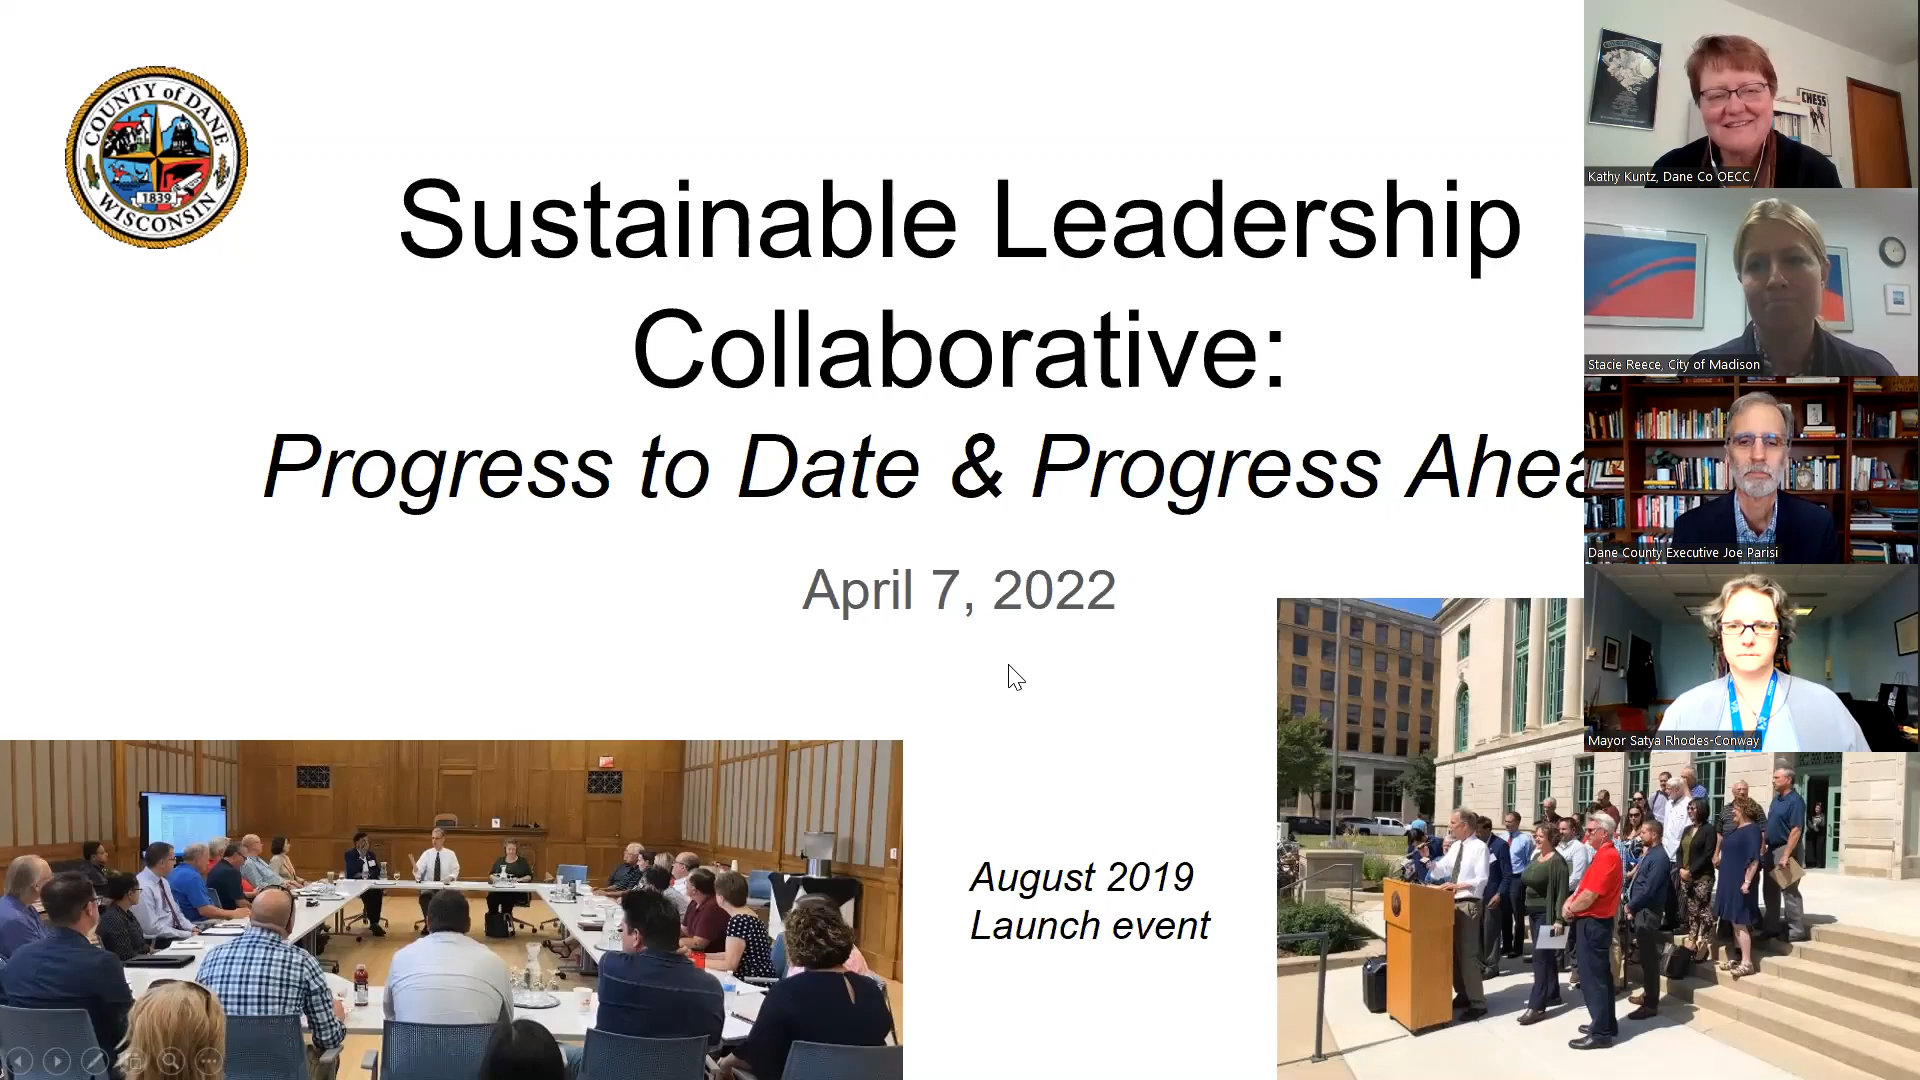 COUNTY of DANE
1839
WISCONSIN
Sustainable Leadership
Collaborative:
Progress to Date & Progress Ahea
April 7, 2022
August 2019
Launch event
CHESS
Kathy Kuntz, Dane Co OECC
Stacie Reece, City of Madison
Dane County Executive Joe Parisi
Mayor Satya Rhodes-Conway